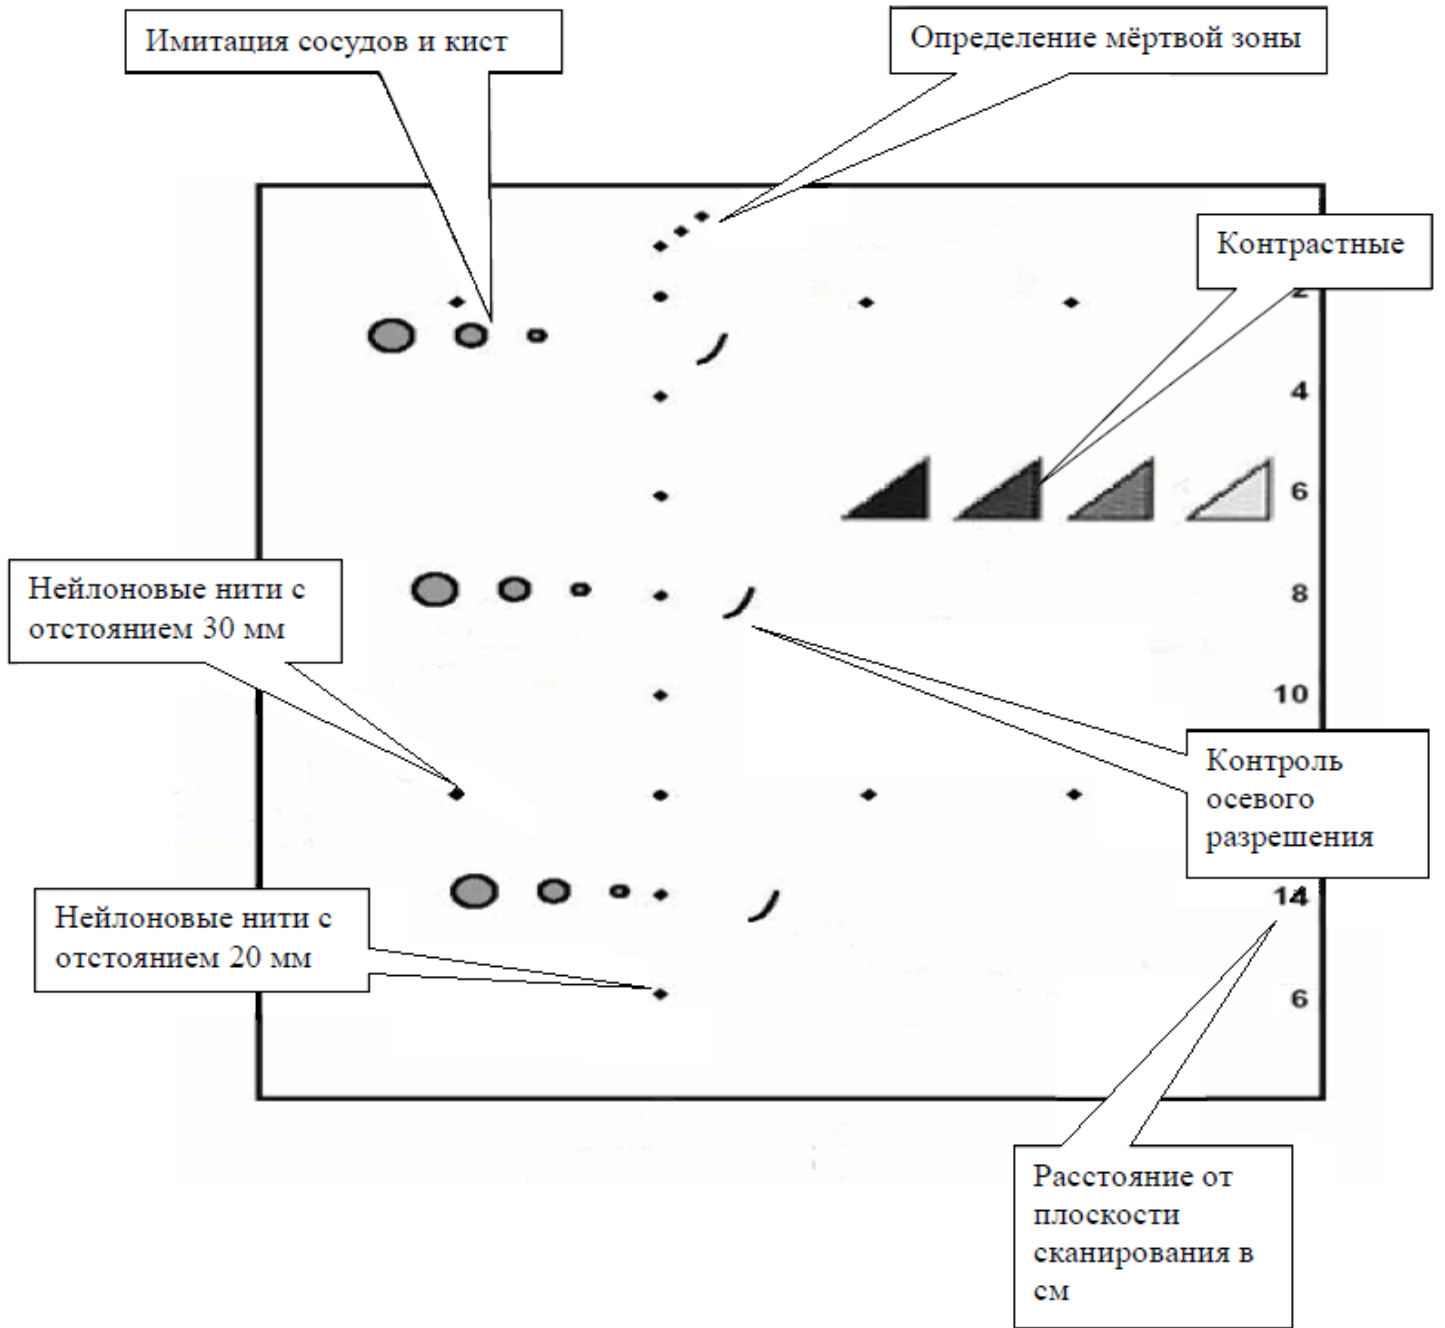 Имитация сосудов и кист
Определение мёртвой зоны
Контрастные
2
4
6
Нейлоновые нити с
отстоянием 30 мм
8
10
Контроль
осевого
разрешения
14
Нейлоновые нити с
отстоянием 20 мм
6
Расстояние от
плоскости
сканирования в
см